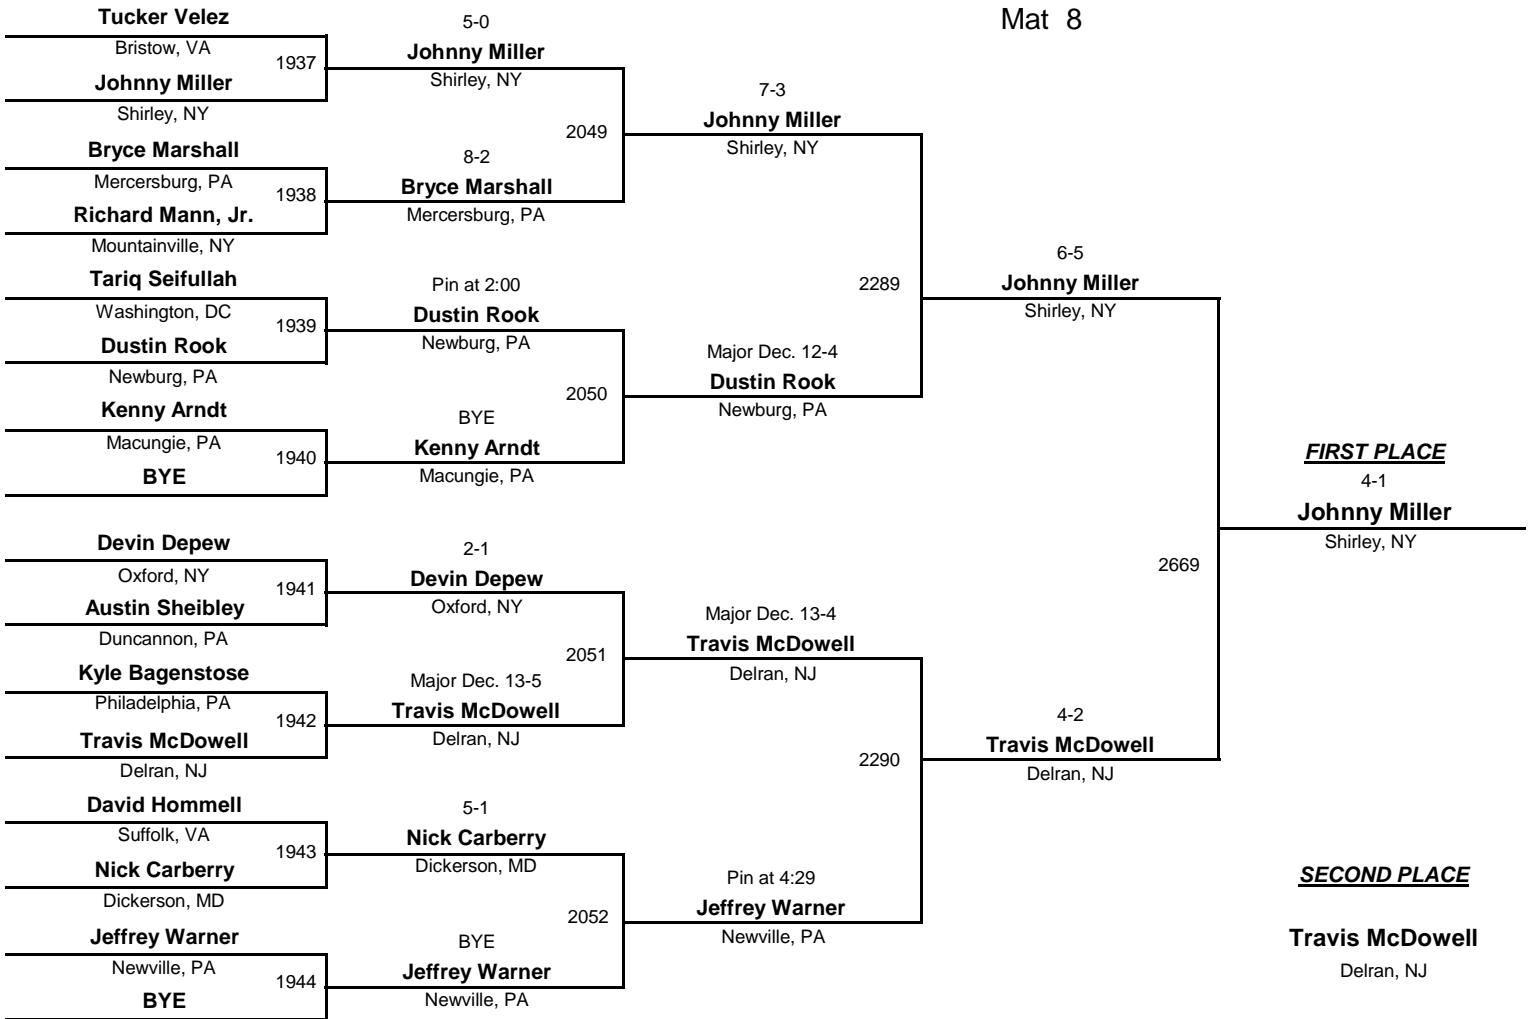 Mat 8
Tucker Velez
Bristow, VA
1937
Johnny Miller
Shirley, NY
5-0
Johnny Miller
Shirley, NY
Bryce Marshall
Mercersburg, PA
1938
Richard Mann, Jr.
Mountainville, NY
8-2
Bryce Marshall
Mercersburg, PA
2049
7-3
Johnny Miller
Shirley, NY
Tariq Seifullah
Washington, DC
1939
Dustin Rook
Newburg, PA
Pin at 2:00
Dustin Rook
Newburg, PA
Kenny Arndt
Macungie, PA
1940
BYE
BYE
Kenny Arndt
Macungie, PA
2050
Major Dec. 12-4
Dustin Rook
Newburg, PA
2289
6-5
Johnny Miller
Shirley, NY
Devin Depew
Oxford, NY
1941
Austin Sheibley
Duncannon, PA
2-1
Devin Depew
Oxford, NY
Kyle Bagenstose
Philadelphia, PA
1942
Travis McDowell
Delran, NJ
Major Dec. 13-5
Travis McDowell
Delran, NJ
2051
Major Dec. 13-4
Travis McDowell
Delran, NJ
David Hommell
Suffolk, VA
1943
Nick Carberry
Dickerson, MD
5-1
Nick Carberry
Dickerson, MD
Jeffrey Warner
Newville, PA
1944
BYE
BYE
Jeffrey Warner
Newville, PA
2052
Pin at 4:29
Jeffrey Warner
Newville, PA
2290
4-2
Travis McDowell
Delran, NJ
2669
FIRST PLACE
4-1
Johnny Miller
Shirley, NY
SECOND PLACE
Travis McDowell
Delran, NJ